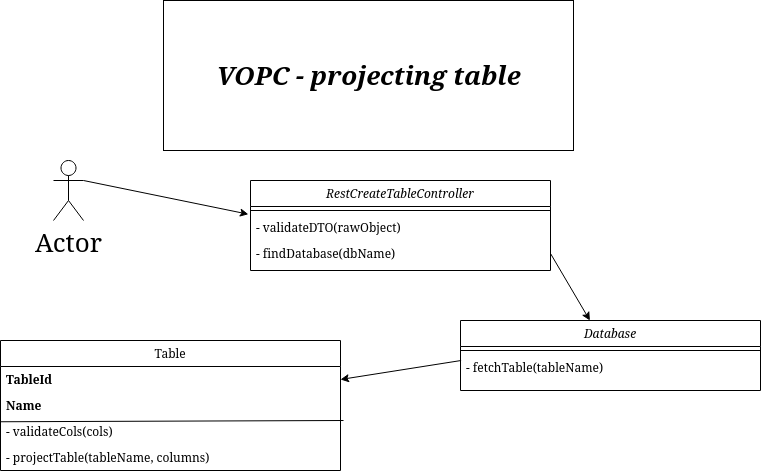 VOPC - projecting table
RestCreateTableController
- validateDTO(rawObject)
- findDatabase(dbName)
Actor
Database
- fetchTable(tableName)
Table
TableId
Name
- validateCols(cols)
- projectTable(tableName, columns)